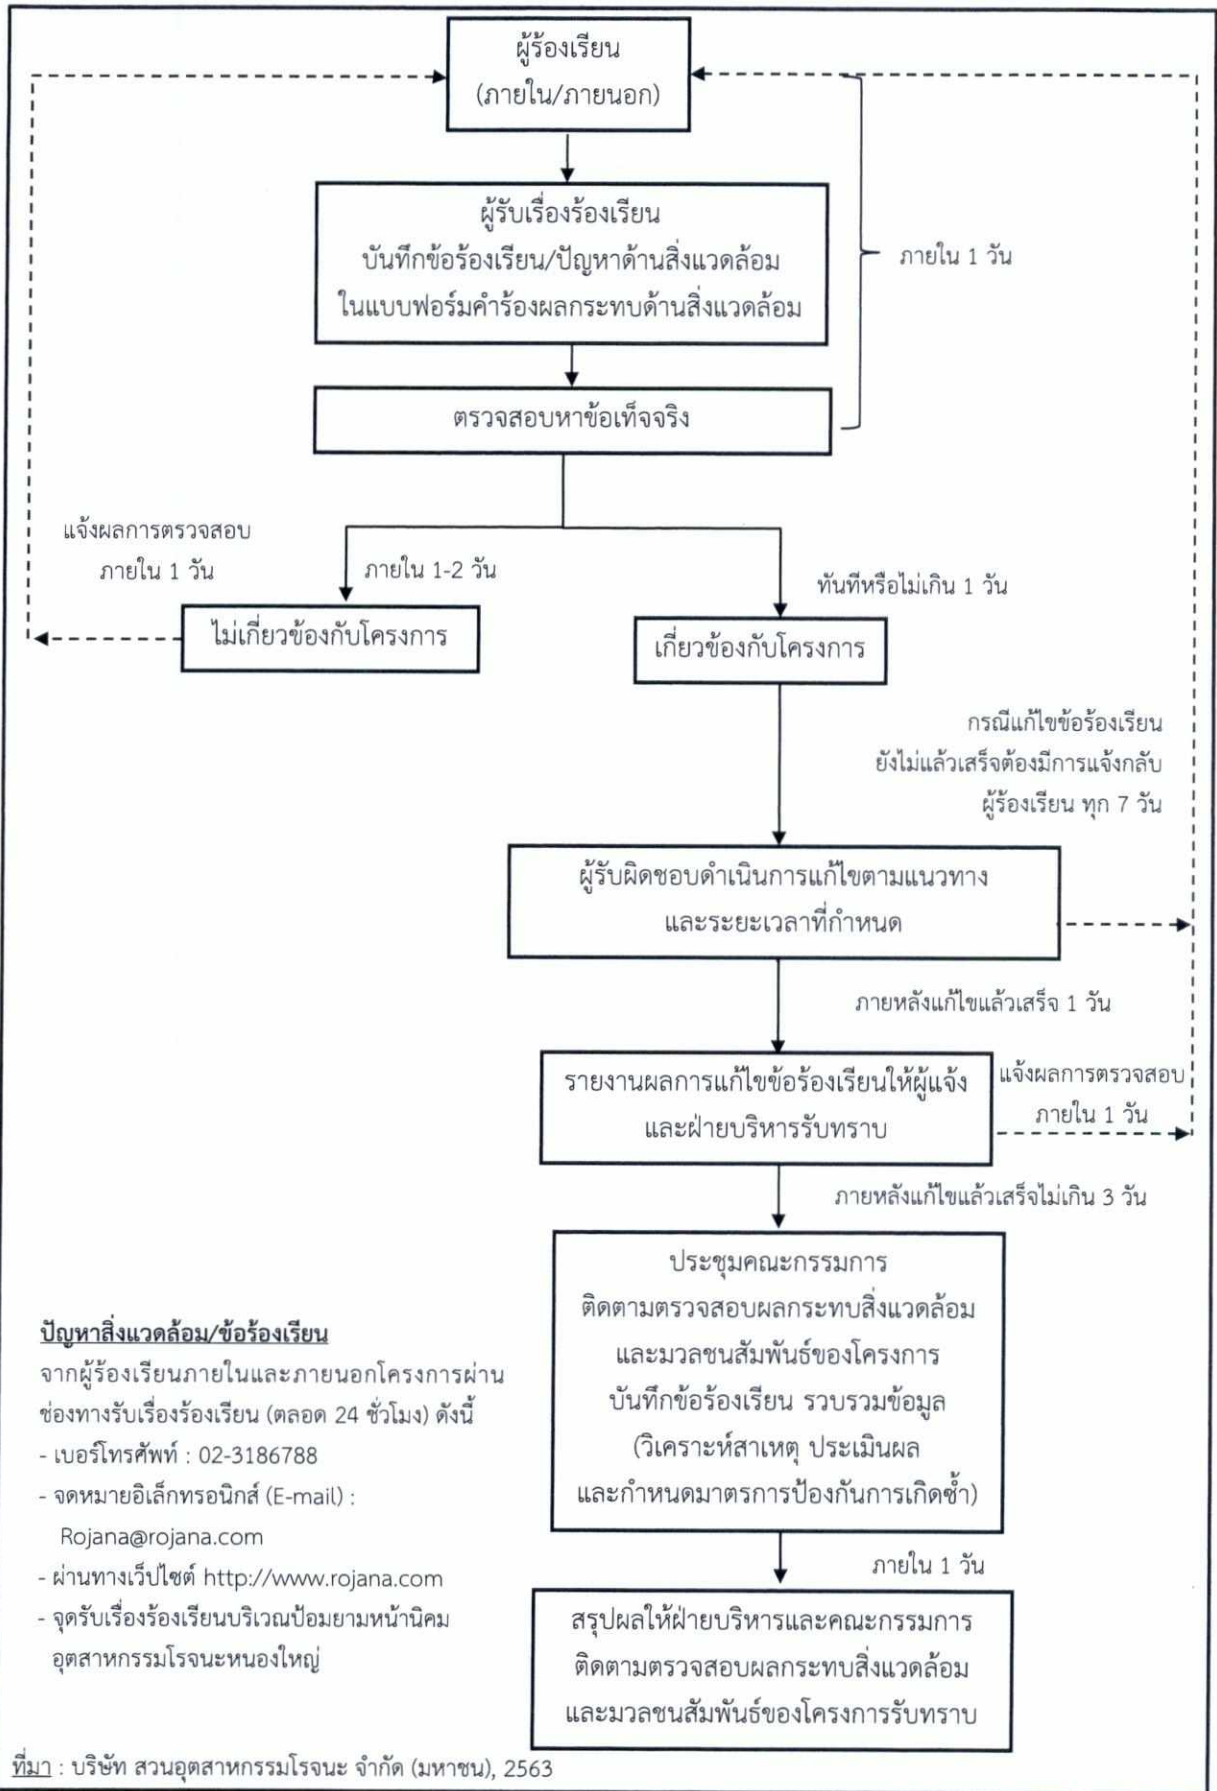 ผู้ร้องเรียน
(ภายใน/ภายนอก)
ผู้รับเรื่องร้องเรียน
บันทึกข้อร้องเรียน/ปัญหาด้านสิ่งแวดล้อม
ในแบบฟอร์มคำร้องผลกระทบด้านสิ่งแวดล้อม
ภายใน 1 วัน
ตรวจสอบหาข้อเท็จจริง
แจ้งผลการตรวจสอบ
ภายใน 1 วัน
ภายใน 1-2 วัน
ทันทีหรือไม่เกิน 1 วัน
ไม่เกี่ยวข้องกับโครงการ
เกี่ยวข้องกับโครงการ
กรณีแก้ไขข้อร้องเรียน
ยังไม่แล้วเสร็จต้องมีการแจ้งกลับ
ผู้ร้องเรียน ทุก 7 วัน
ผู้รับผิดชอบดำเนินการแก้ไขตามแนวทาง
และระยะเวลาที่กำหนด
ภายหลังแก้ไขแล้วเสร็จ 1 วัน
รายงานผลการแก้ไขข้อร้องเรียนให้ผู้แจ้ง
และฝ่ายบริหารรับทราบ
แจ้งผลการตรวจสอบ
ภายใน 1 วัน
ภายหลังแก้ไขแล้วเสร็จไม่เกิน 3 วัน
ประชุมคณะกรรมการ
ติดตามตรวจสอบผลกระทบสิ่งแวดล้อม
และมวลชนสัมพันธ์ของโครงการ
บันทึกข้อร้องเรียน รวบรวมข้อมูล
(วิเคราะห์สาเหตุ ประเมินผล
และกำหนดมาตรการป้องกันการเกิดซ้ำ)
ภายใน 1 วัน
สรุปผลให้ฝ่ายบริหารและคณะกรรมการ
ติดตามตรวจสอบผลกระทบสิ่งแวดล้อม
และมวลชนสัมพันธ์ของโครงการรับทราบ
ปัญหาสิ่งแวดล้อม/ข้อร้องเรียน
จากผู้ร้องเรียนภายในและภายนอกโครงการผ่าน
ช่องทางรับเรื่องร้องเรียน (ตลอด 24 ชั่วโมง) ดังนี้
- เบอร์โทรศัพท์ : 02-3186788
- จดหมายอิเล็กทรอนิกส์ (E-mail) :
Rojana@rojana.com
- ผ่านทางเว็ปไซต์ http://www.rojana.com
- จุดรับเรื่องร้องเรียนบริเวณป้อมยามหน้านิคม
อุตสาหกรรมโรจนะหนองใหญ่
ที่มา : บริษัท สวนอุตสาหกรรมโรจนะ จำกัด (มหาชน), 2563